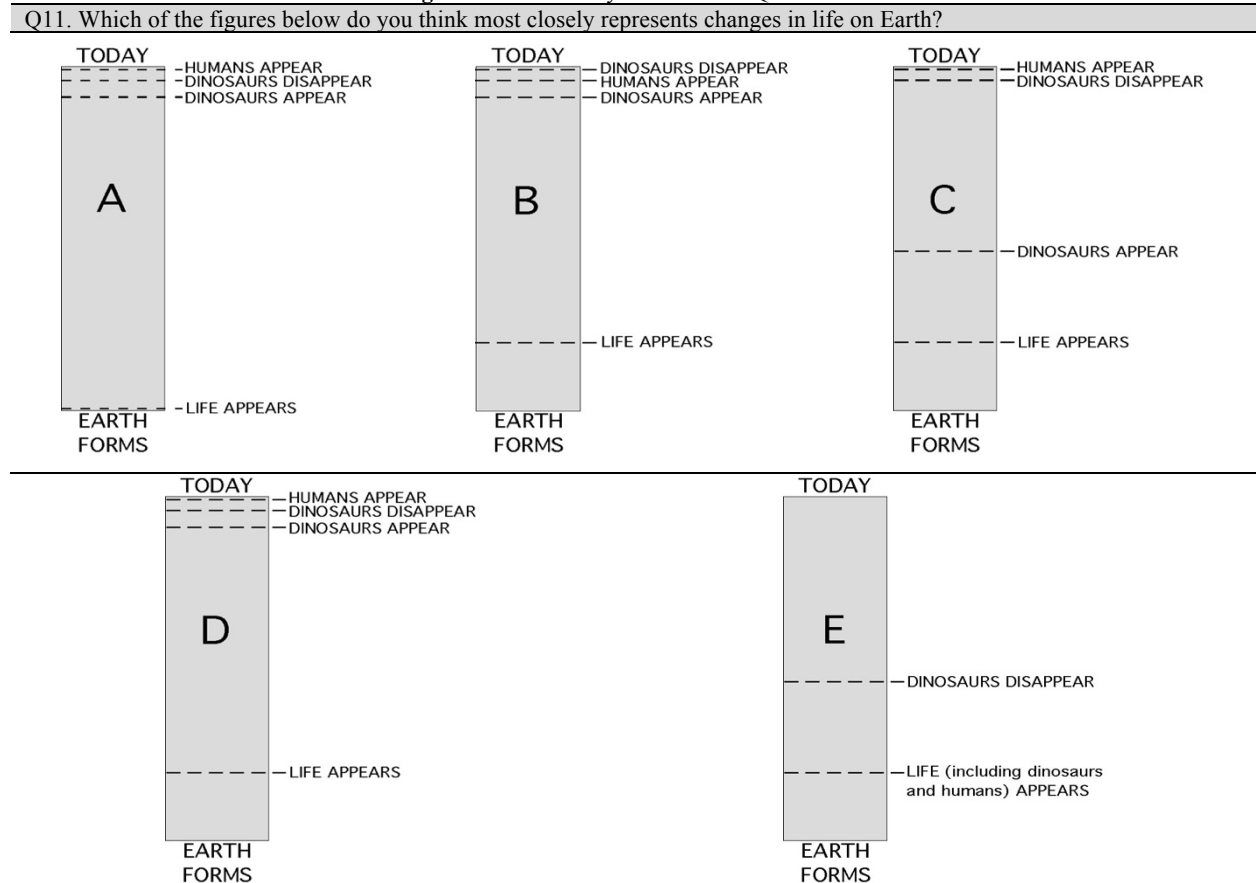 Q11. Which of the figures below do you think most closely represents changes in life on Earth?
TODAY
HUMANS APPEAR
DINOSAURS DISAPPEAR
DINOSAURS APPEAR
A
LIFE APPEARS
EARTH
FORMS
TODAY
DINOSAURS DISAPPEAR
HUMANS APPEAR
DINOSAURS APPEAR
B
LIFE APPEARS
EARTH
FORMS
TODAY
HUMANS APPEAR
DINOSAURS DISAPPEAR
C
DINOSAURS APPEAR
LIFE APPEARS
EARTH
FORMS
TODAY
HUMANS APPEAR
DINOSAURS DISAPPEAR
DINOSAURS APPEAR
D
LIFE APPEARS
EARTH
FORMS
TODAY
E
DINOSAURS DISAPPEAR
LIFE (including dinosaurs
and humans) APPEARS
EARTH
FORMS